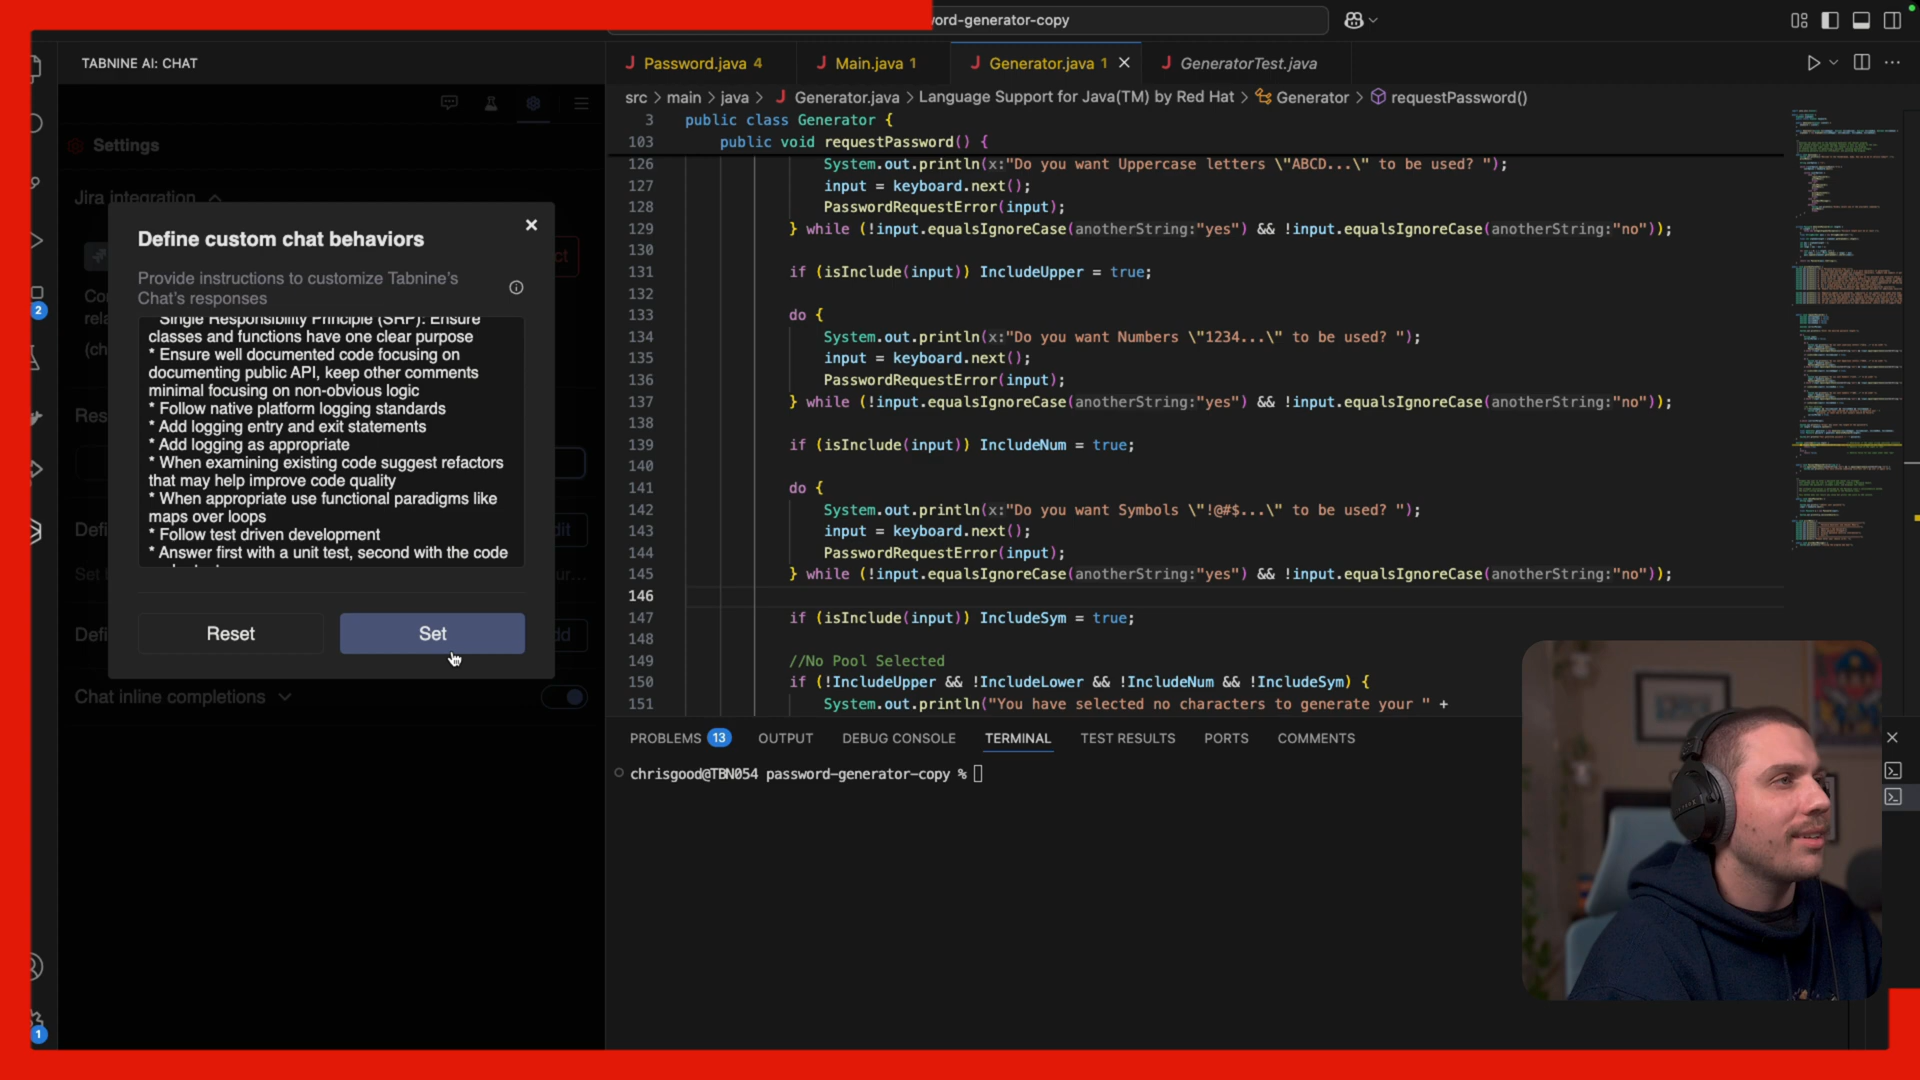 word-generator-copy
TABNINE AI: CHAT
Settings
Jira integration
Define custom chat behaviors
Provide instructions to customize Tabnine's
Chat's responses
Single Responsibility Principle (SRP): Ensure
classes and functions have one clear purpose
* Ensure well documented code focusing on
documenting public API, keep other comments
minimal focusing on non-obvious logic
* Follow native platform logging standards
* Add logging entry and exit statements
* Add logging as appropriate
* When examining existing code suggest refactors
that may help improve code quality
* When appropriate use functional paradigms like
maps over loops
* Follow test driven development
* Answer first with a unit test, second with the code
Reset
Set
Chat inline completions
2
1
Password.java 4
Main.java 1
Generator.java 1
GeneratorTest.java
src > main > java > Generator.java > Language Support for Java(TM) by Red Hat > Generator > requestPassword()
3 public class Generator {
103 public void requestPassword() {
126 System.out.println(x:"Do you want Uppercase letters \"ABCD...\" to be used? ");
127 input = keyboard.next();
128 PasswordRequestError(input);
129 } while (!input.equalsIgnoreCase(anotherString:"yes") && !input.equalsIgnoreCase(anotherString:"no"));
130
131 if (isInclude(input)) IncludeUpper = true;
132
133 do {
134 System.out.println(x:"Do you want Numbers \"1234...\" to be used? ");
135 input = keyboard.next();
136 PasswordRequestError(input);
137 } while (!input.equalsIgnoreCase(anotherString:"yes") && !input.equalsIgnoreCase(anotherString:"no"));
138
139 if (isInclude(input)) IncludeNum = true;
140
141 do {
142 System.out.println(x:"Do you want Symbols \"!@#$...\" to be used? ");
143 input = keyboard.next();
144 PasswordRequestError(input);
145 } while (!input.equalsIgnoreCase(anotherString:"yes") && !input.equalsIgnoreCase(anotherString:"no"));
146
147 if (isInclude(input)) IncludeSym = true;
148
149 //No Pool Selected
150 if (!IncludeUpper && !IncludeLower && !IncludeNum && !IncludeSym) {
151 System.out.println("You have selected no characters to generate your " +
PROBLEMS 13 OUTPUT DEBUG CONSOLE TERMINAL TEST RESULTS PORTS COMMENTS
chrisgood@TBN054 password-generator-copy %